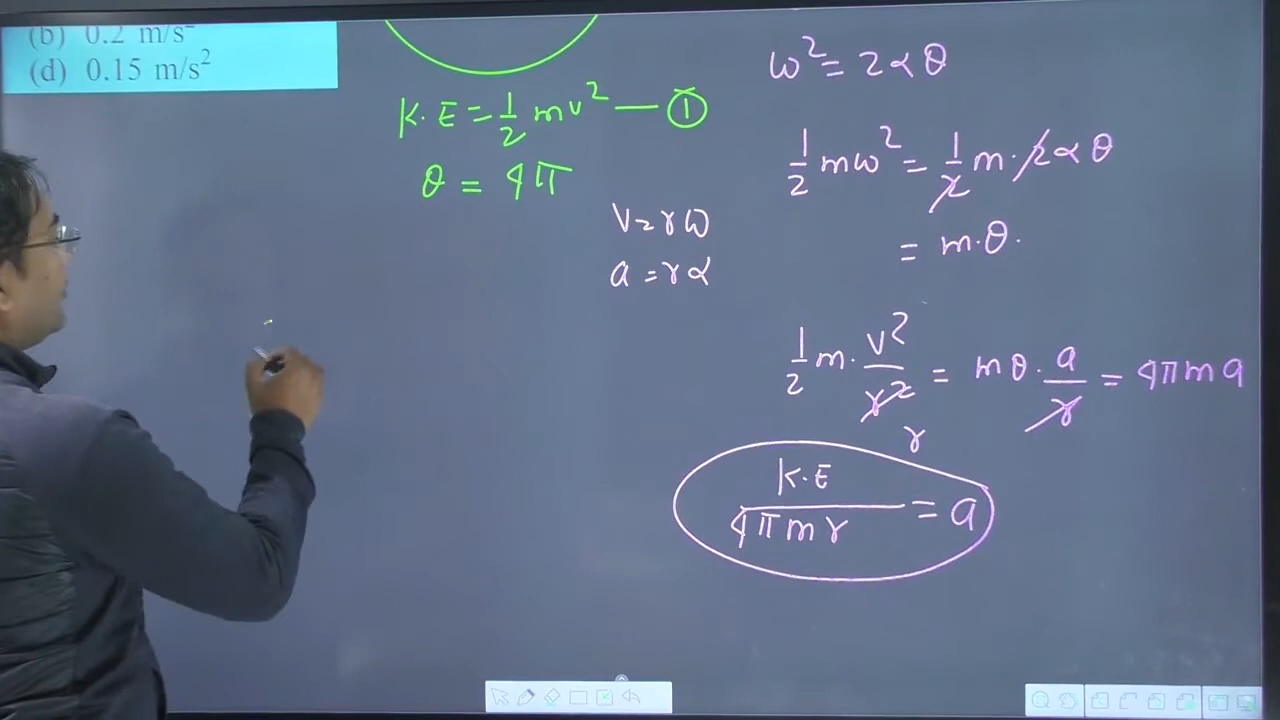 (b) 0.2 m/s²
(d) 0.15 m/s²
K.E = 1/2 mv² — ①
θ = 4π
v = rω
a = rα
ω² = 2αθ
1/2 mω² = 1/2 m·2αθ
= m·θ·
1/2 m· v²/r² = mθ· a/r = 4πma
r
K.E/4πmr = a